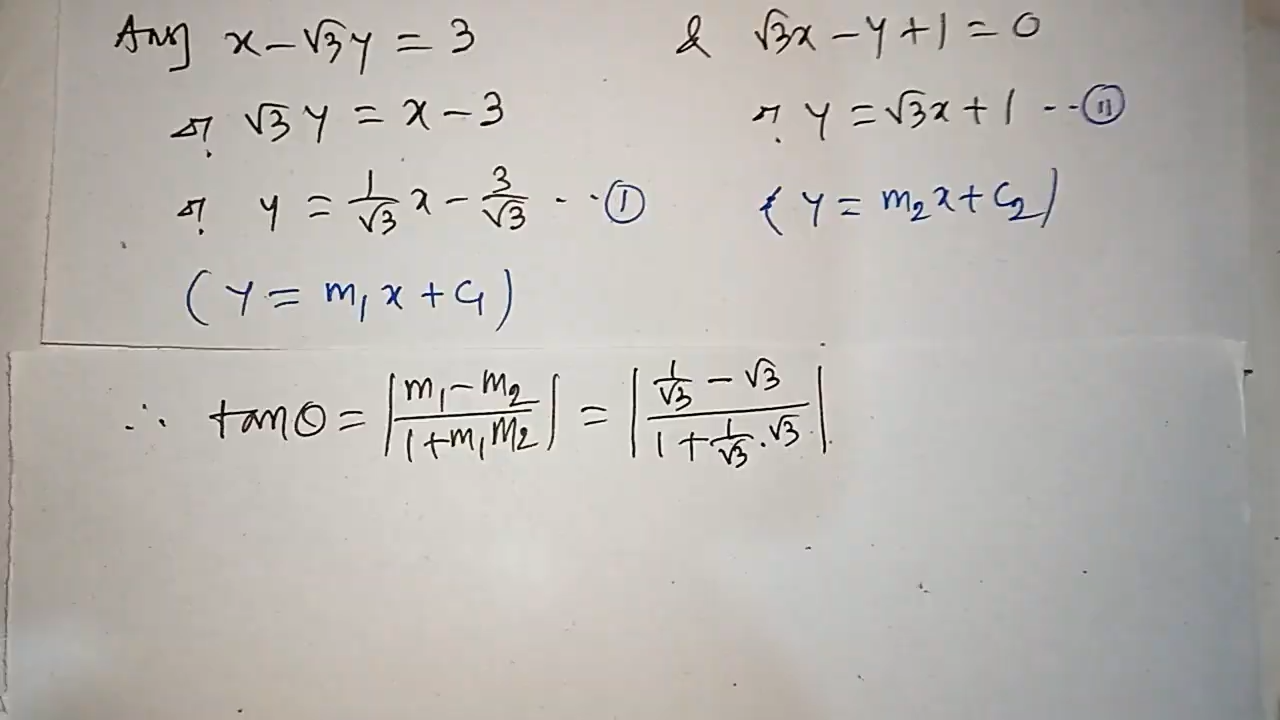 Ans x - √3y = 3 & √3x - y + 1 = 0
বা, √3 y = x - 3 বা, y = √3x + 1 --- (II)
বা, y = 1/√3 x - 3/√3 --- (I) { y = m₂x + c₂)
(y = m₁x + c₁)
∴ tanθ = |(m₁ - m₂)/(1 + m₁m₂)| = |(1/√3 - √3)/(1 + 1/√3 . √3)|